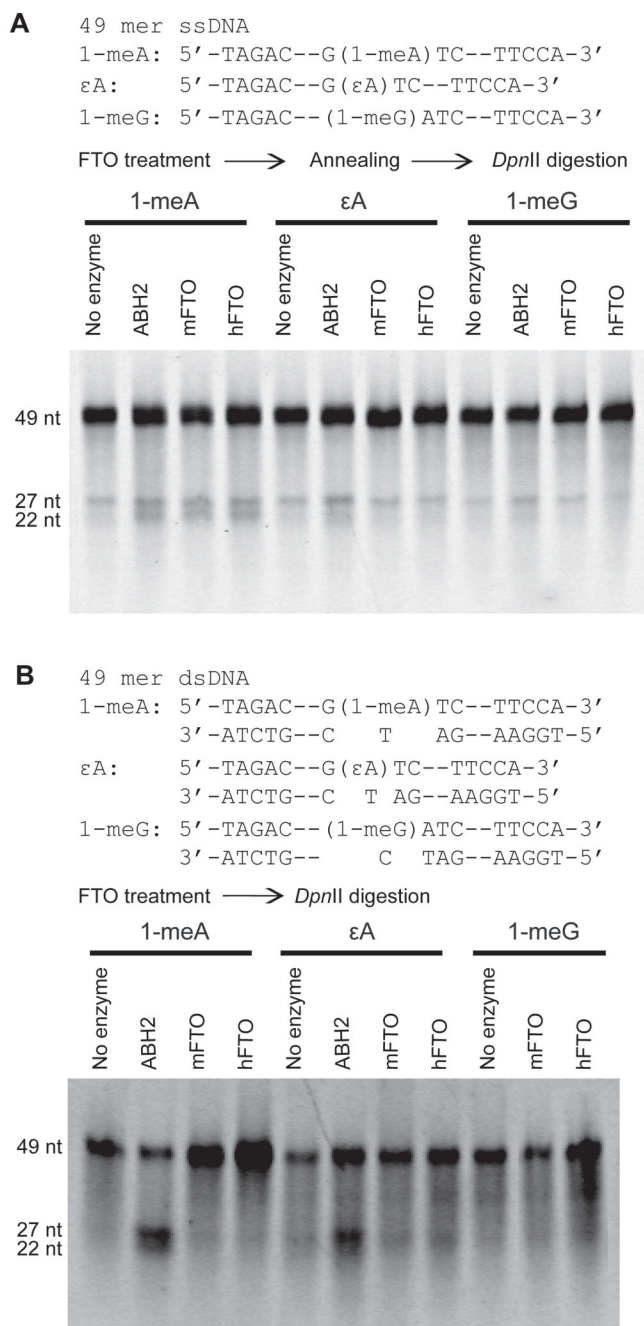 A
49 mer ssDNA
1-meA: 5′-TAGAC--G(1-meA)TC--TTCCA-3′
εA: 5′-TAGAC--G(εA)TC--TTCCA-3′
1-meG: 5′-TAGAC--(1-meG)ATC--TTCCA-3′
FTO treatment → Annealing → DpnII digestion
1-meA εA 1-meG
No enzyme ABH2 mFTO hFTO No enzyme ABH2 mFTO hFTO No enzyme ABH2 mFTO hFTO
49 nt
27 nt
22 nt
B
49 mer dsDNA
1-meA: 5′-TAGAC--G(1-meA)TC--TTCCA-3′
3′-ATCTG--C T AG--AAGGT-5′
εA: 5′-TAGAC--G(εA)TC--TTCCA-3′
3′-ATCTG--C T AG--AAGGT-5′
1-meG: 5′-TAGAC--(1-meG)ATC--TTCCA-3′
3′-ATCTG-- C TAG--AAGGT-5′
FTO treatment → DpnII digestion
1-meA εA 1-meG
No enzyme ABH2 mFTO hFTO No enzyme ABH2 mFTO hFTO No enzyme mFTO hFTO
49 nt
27 nt
22 nt